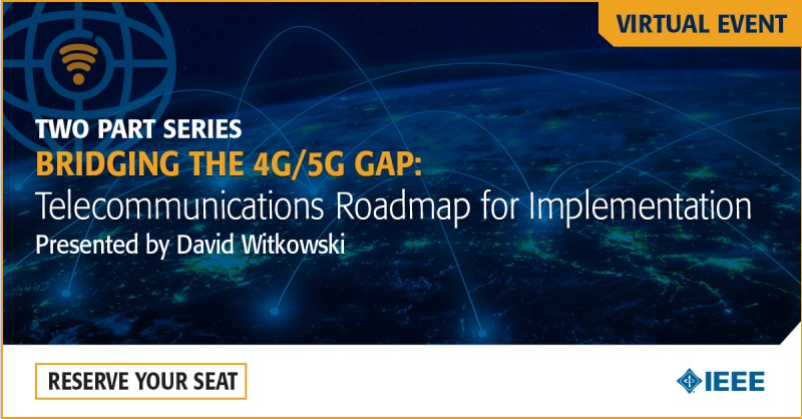 VIRTUAL EVENT
TWO PART SERIES
BRIDGING THE 4G/5G GAP:
Telecommunications Roadmap for Implementation
Presented by David Witkowski
RESERVE YOUR SEAT
IEEE